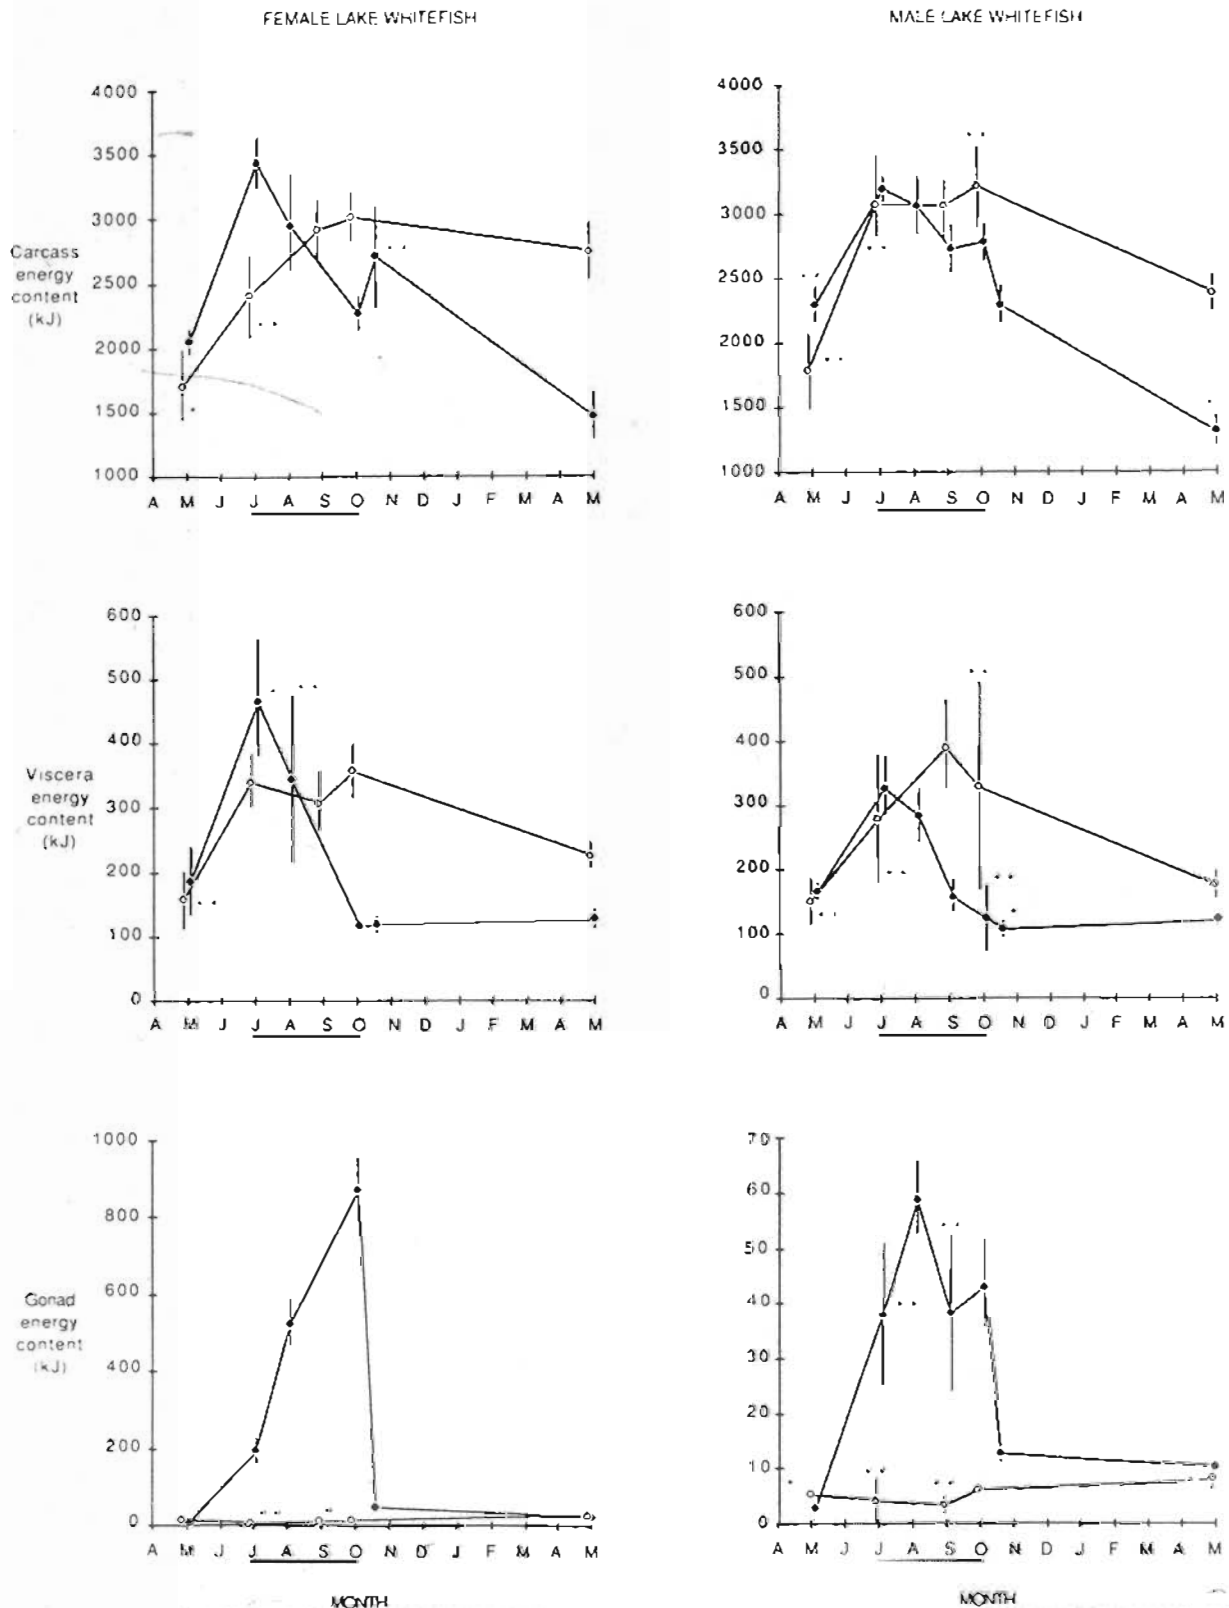 FEMALE LAKE WHITEFISH
MALE LAKE WHITEFISH
4000
3500
3000
2500
2000
1500
1000
Carcass
energy
content
(kJ)
A M J J A S O N D J F M A M
4000
3500
3000
2500
2000
1500
1000
A M J J A S O N D J F M A M
600
500
400
300
200
100
0
Viscera
energy
content
(kJ)
A M J J A S O N D J F M A M
600
500
400
300
200
100
0
A M J J A S O N D J F M A M
1000
800
600
400
200
0
Gonad
energy
content
(kJ)
A M J J A S O N D J F M A M
MONTH
70
60
50
40
30
20
10
0
A M J J A S O N D J F M A M
MONTH